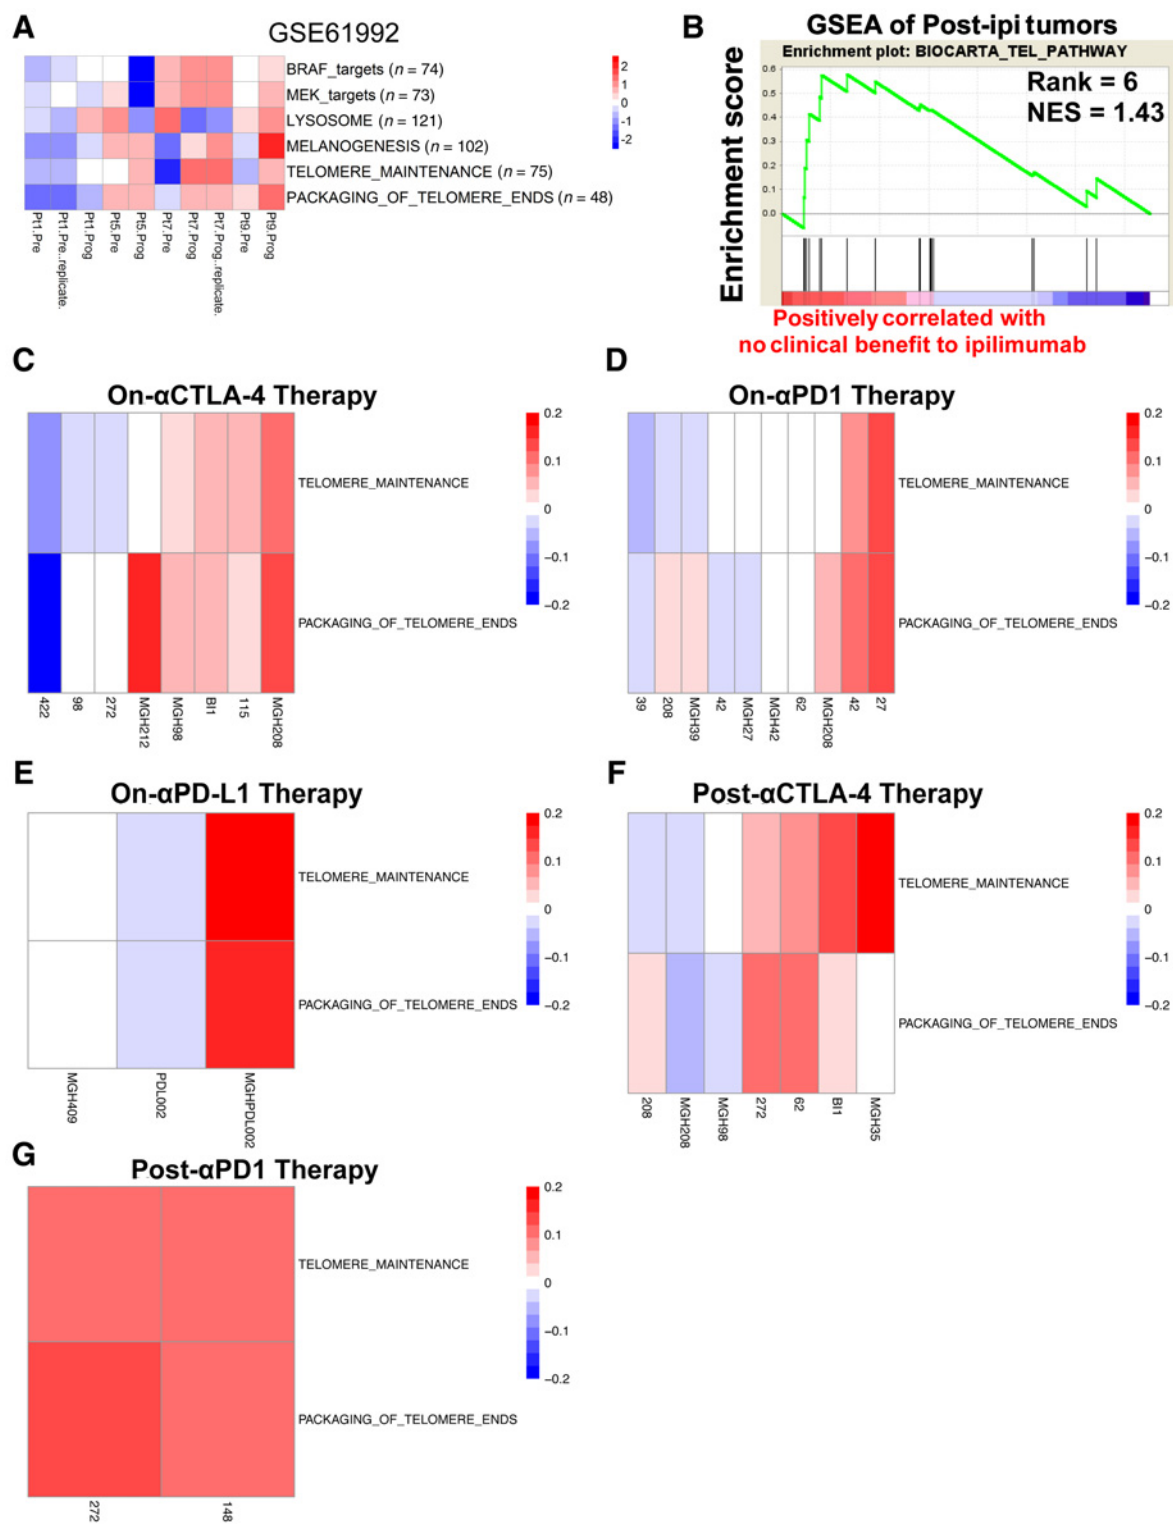 A
GSE61992
BRAF_targets (n = 74)
MEK_targets (n = 73)
LYSOSOME (n = 121)
MELANOGENESIS (n = 102)
TELOMERE_MAINTENANCE (n = 75)
PACKAGING_OF_TELOMERE_ENDS (n = 48)
2
1
0
-1
-2
Pt1.Pre
Pt1.Pre..replicate.
Pt1.Prog
Pt5.Pre
Pt5.Prog
Pt7.Pre
Pt7.Prog
Pt7.Prog..replicate.
Pt9.Pre
Pt9.Prog
B
GSEA of Post-ipi tumors
Enrichment plot: BIOCARTA_TEL_PATHWAY
Enrichment score
0.6
0.5
0.4
0.3
0.2
0.1
0.0
Rank = 6
NES = 1.43
Positively correlated with
no clinical benefit to ipilimumab
C
On-αCTLA-4 Therapy
TELOMERE_MAINTENANCE
PACKAGING_OF_TELOMERE_ENDS
0.2
0.1
0
−0.1
−0.2
422
98
272
MGH212
MGH98
BI1
115
MGH208
D
On-αPD1 Therapy
TELOMERE_MAINTENANCE
PACKAGING_OF_TELOMERE_ENDS
0.2
0.1
0
−0.1
−0.2
39
208
MGH39
42
MGH27
MGH42
62
MGH208
42
27
E
On-αPD-L1 Therapy
TELOMERE_MAINTENANCE
PACKAGING_OF_TELOMERE_ENDS
0.2
0.1
0
−0.1
−0.2
MGH409
PDL002
MGHPDL002
F
Post-αCTLA-4 Therapy
TELOMERE_MAINTENANCE
PACKAGING_OF_TELOMERE_ENDS
0.2
0.1
0
−0.1
−0.2
208
MGH208
MGH98
272
62
BI1
MGH35
G
Post-αPD1 Therapy
TELOMERE_MAINTENANCE
PACKAGING_OF_TELOMERE_ENDS
0.2
0.1
0
−0.1
−0.2
272
148